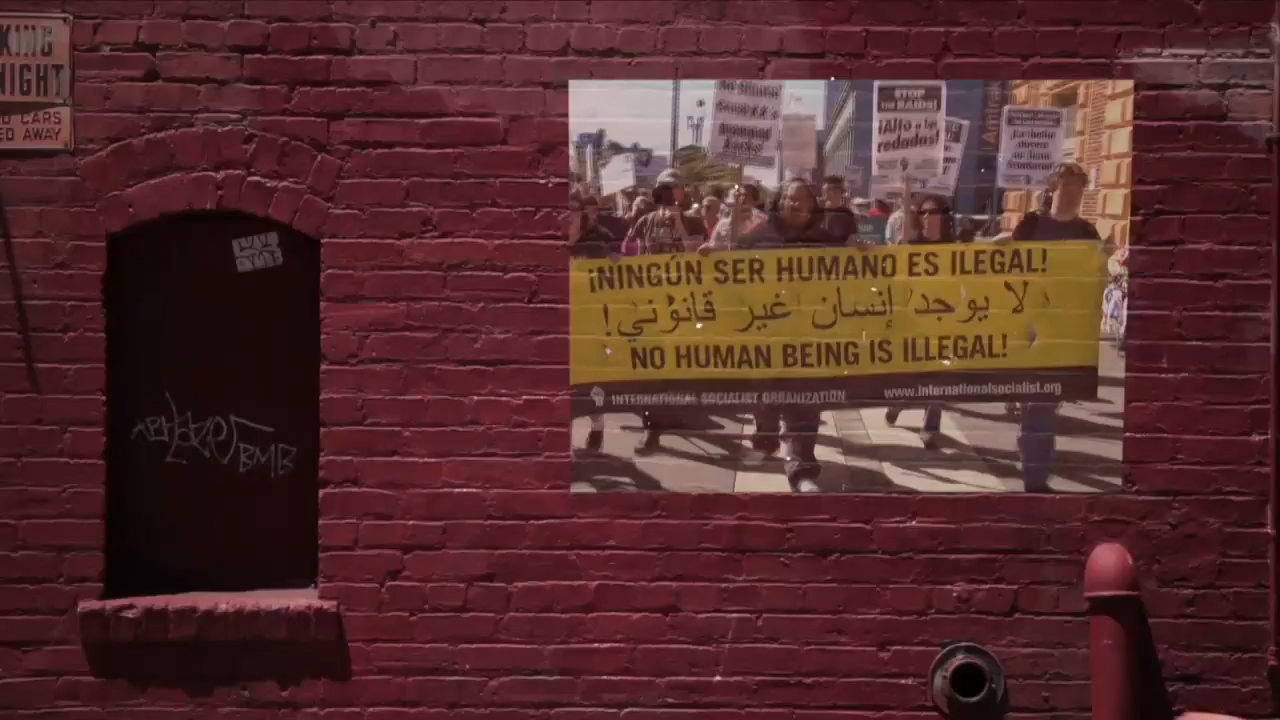 KING
NIGHT
D CARS
ED AWAY
STOP
THE RAIDS!
¡Alto a las
redadas!
¡NINGÚN SER HUMANO ES ILEGAL!
لا يوجد إنسان غير قانوني!
NO HUMAN BEING IS ILLEGAL!
INTERNATIONAL SOCIALIST ORGANIZATION
www.internationalsocialist.org
BMB